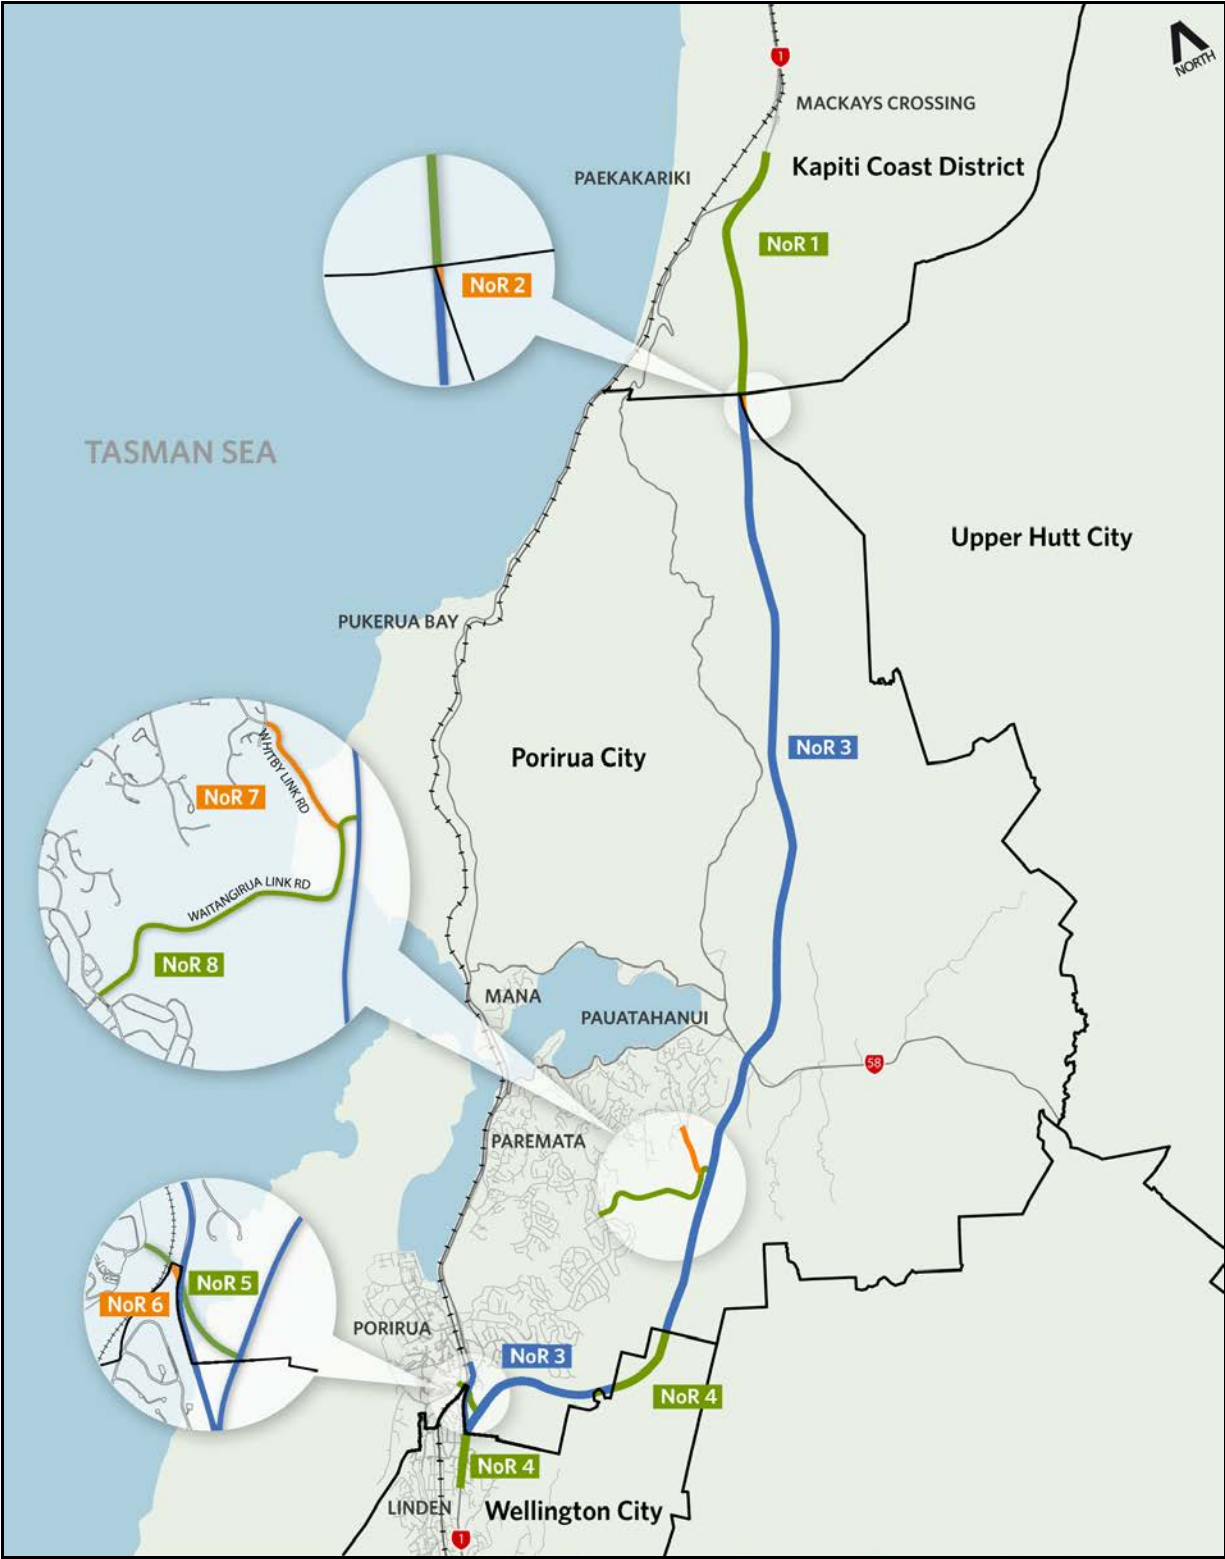 NORTH
1
MACKAYS CROSSING
Kapiti Coast District
PAEKAKARIKI
NoR 1
NoR 2
TASMAN SEA
Upper Hutt City
PUKERUA BAY
NoR 3
Porirua City
WHITBY LINK RD
NoR 7
WAITANGIRUA LINK RD
NoR 8
MANA
PAUATAHANUI
58
PAREMATA
NoR 5
NoR 6
PORIRUA
NoR 3
NoR 4
NoR 4
LINDEN
Wellington City
1